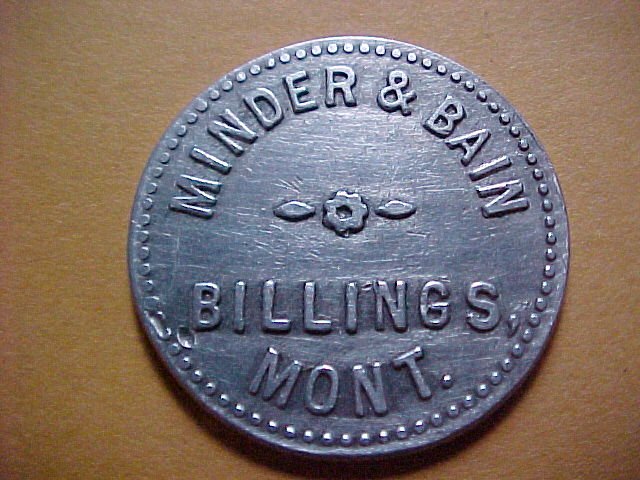 MINDER & BAIN
BILLINGS,
MONT.